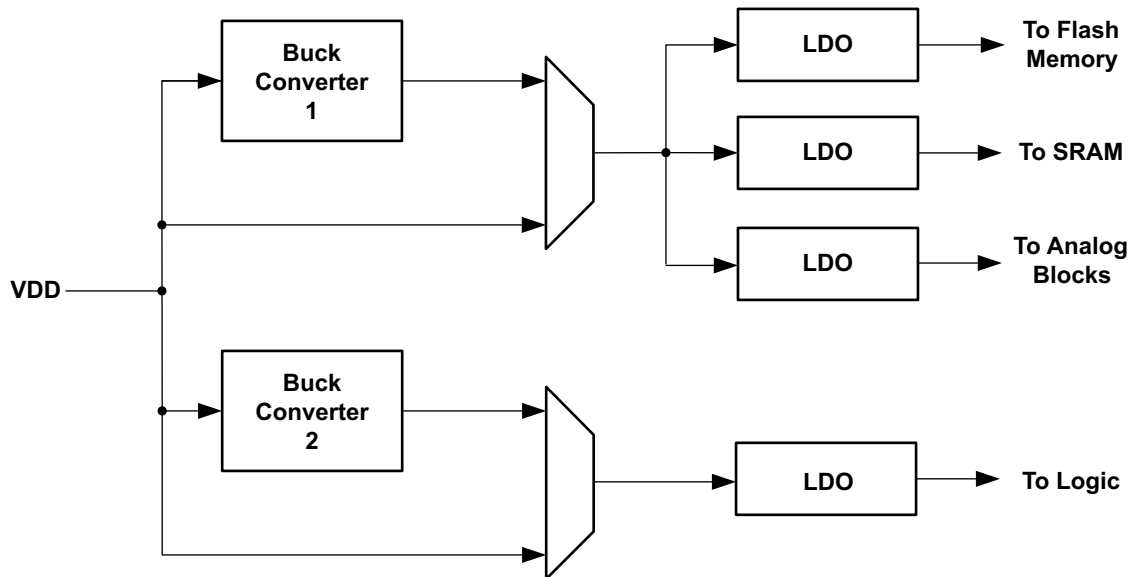 Buck
Converter
1
LDO
To Flash
Memory
LDO
To SRAM
LDO
To Analog
Blocks
VDD
Buck
Converter
2
LDO
To Logic